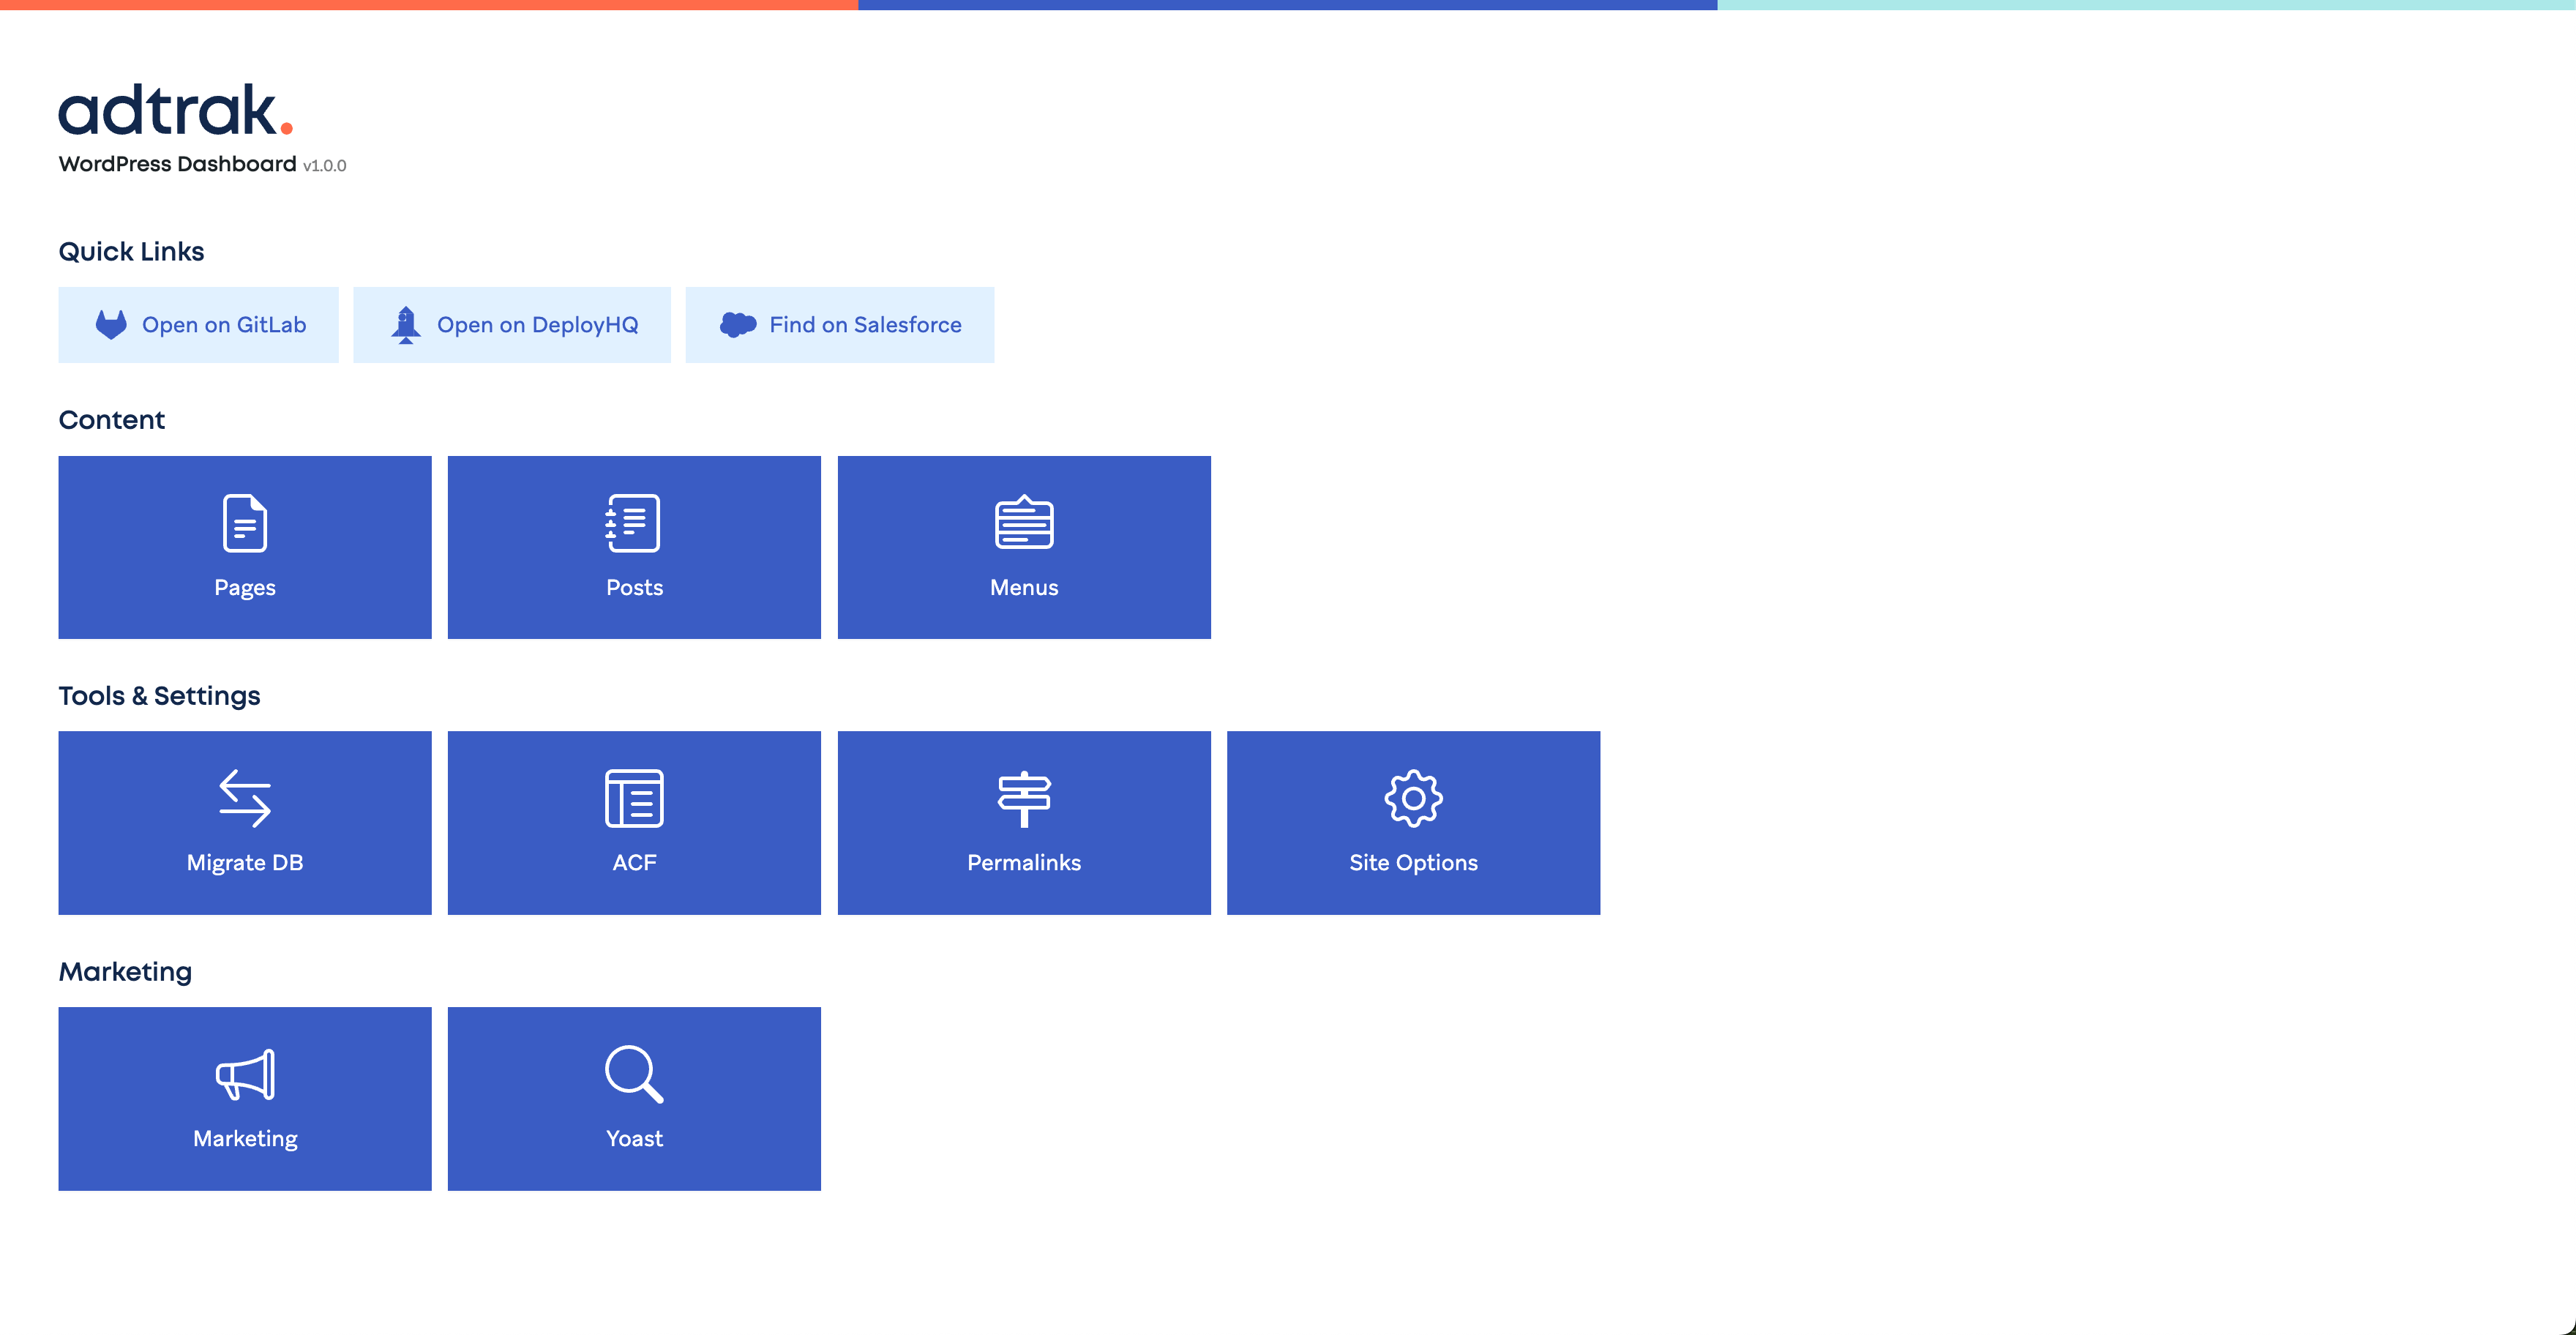 adtrak.
WordPress Dashboard v1.0.0
Quick Links
Open on GitLab
Open on DeployHQ
Find on Salesforce
Content
Pages
Posts
Menus
Tools & Settings
Migrate DB
ACF
Permalinks
Site Options
Marketing
Marketing
Yoast